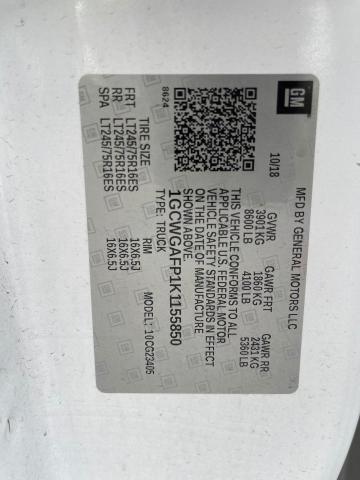 GM
MFD BY GENERAL MOTORS LLC
10/18
GVWR GAWR FRT GAWR RR
3901 KG 1860 KG 2431 KG
8600 LB 4100 LB 5360 LB
THIS VEHICLE CONFORMS TO ALL
APPLICABLE U.S. FEDERAL MOTOR
VEHICLE SAFETY STANDARDS IN EFFECT
ON THE DATE OF MANUFACTURE
SHOWN ABOVE.
1GCWGAFP1K1155850
TYPE: TRUCK MODEL: 10CG23405
8624
TIRE SIZE RIM
FRT LT245/75R16ES 16X6.5J
RR LT245/75R16ES 16X6.5J
SPA LT245/75R16ES 16X6.5J